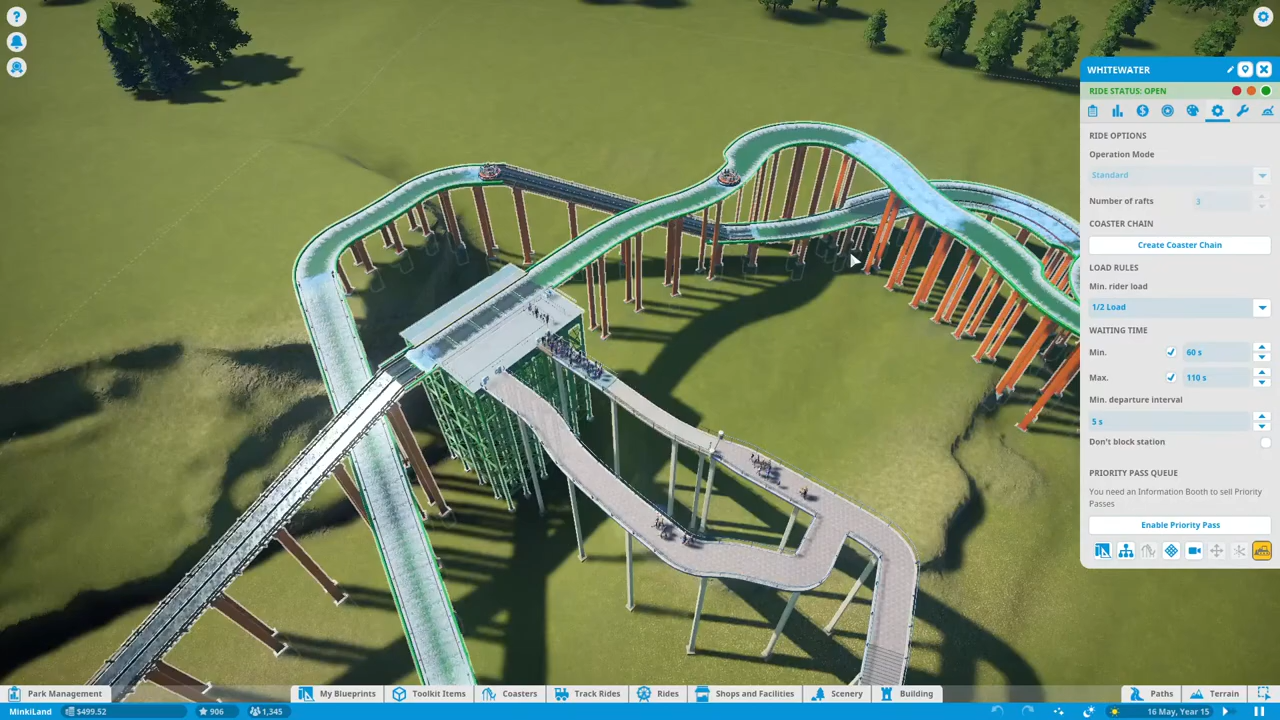 WHITEWATER
RIDE STATUS: OPEN
RIDE OPTIONS
Operation Mode
Standard
Number of rafts 3
COASTER CHAIN
Create Coaster Chain
LOAD RULES
Min. rider load
1/2 Load
WAITING TIME
Min. 60 s
Max. 110 s
Min. departure interval
5 s
Don't block station
PRIORITY PASS QUEUE
You need an Information Booth to sell Priority
Passes
Enable Priority Pass
Park Management My Blueprints Toolkit Items Coasters Track Rides Rides Shops and Facilities Scenery Building Paths Terrain
MinkiLand $499.52 906 1,345 16 May, Year 15